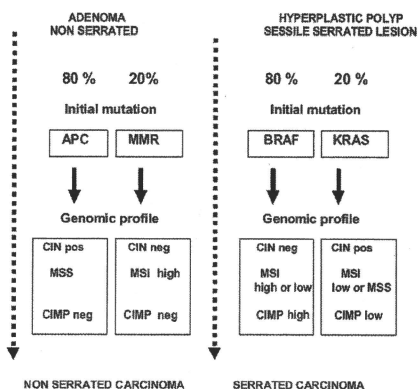 ADENOMA
NON SERRATED
80 % 20%
Initial mutation
APC MMR
Genomic profile
CIN pos CIN neg
MSS MSI high
CIMP neg CIMP neg
NON SERRATED CARCINOMA
HYPERPLASTIC POLYP
SESSILE SERRATED LESION
80 % 20 %
Initial mutation
BRAF KRAS
Genomic profile
CIN neg CIN pos
MSI MSI
high or low low or MSS
CIMP high CIMP low
SERRATED CARCINOMA